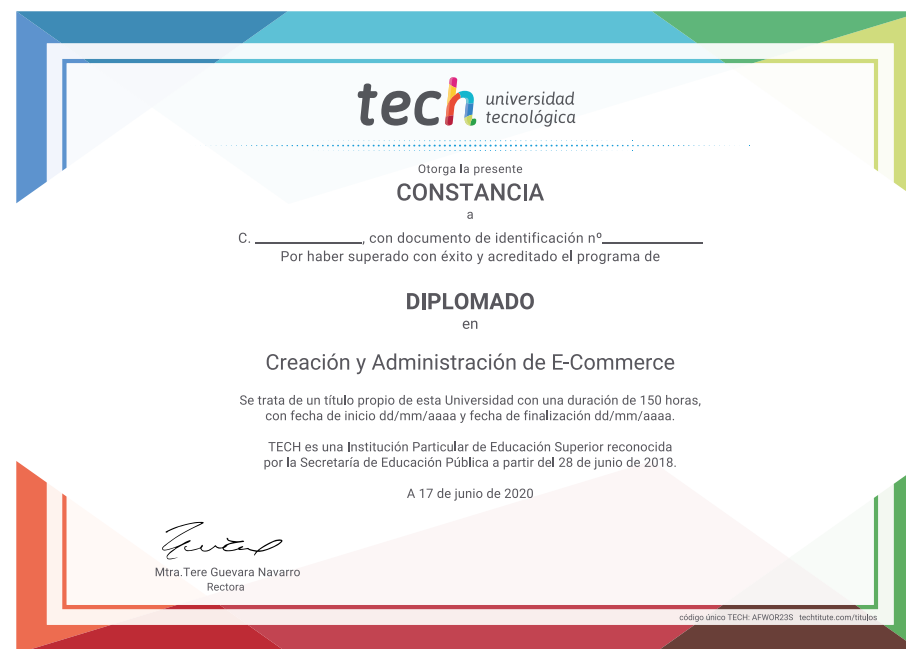 tech universidad
tecnológica
Otorga la presente
CONSTANCIA
a
C. ______________, con documento de identificación nº______________
Por haber superado con éxito y acreditado el programa de
DIPLOMADO
en
Creación y Administración de E-Commerce
Se trata de un título propio de esta Universidad con una duración de 150 horas,
con fecha de inicio dd/mm/aaaa y fecha de finalización dd/mm/aaaa.
TECH es una Institución Particular de Educación Superior reconocida
por la Secretaría de Educación Pública a partir del 28 de junio de 2018.
A 17 de junio de 2020
Mtra.Tere Guevara Navarro
Rectora
código único TECH: AFWOR23S techtitute.com/titulos